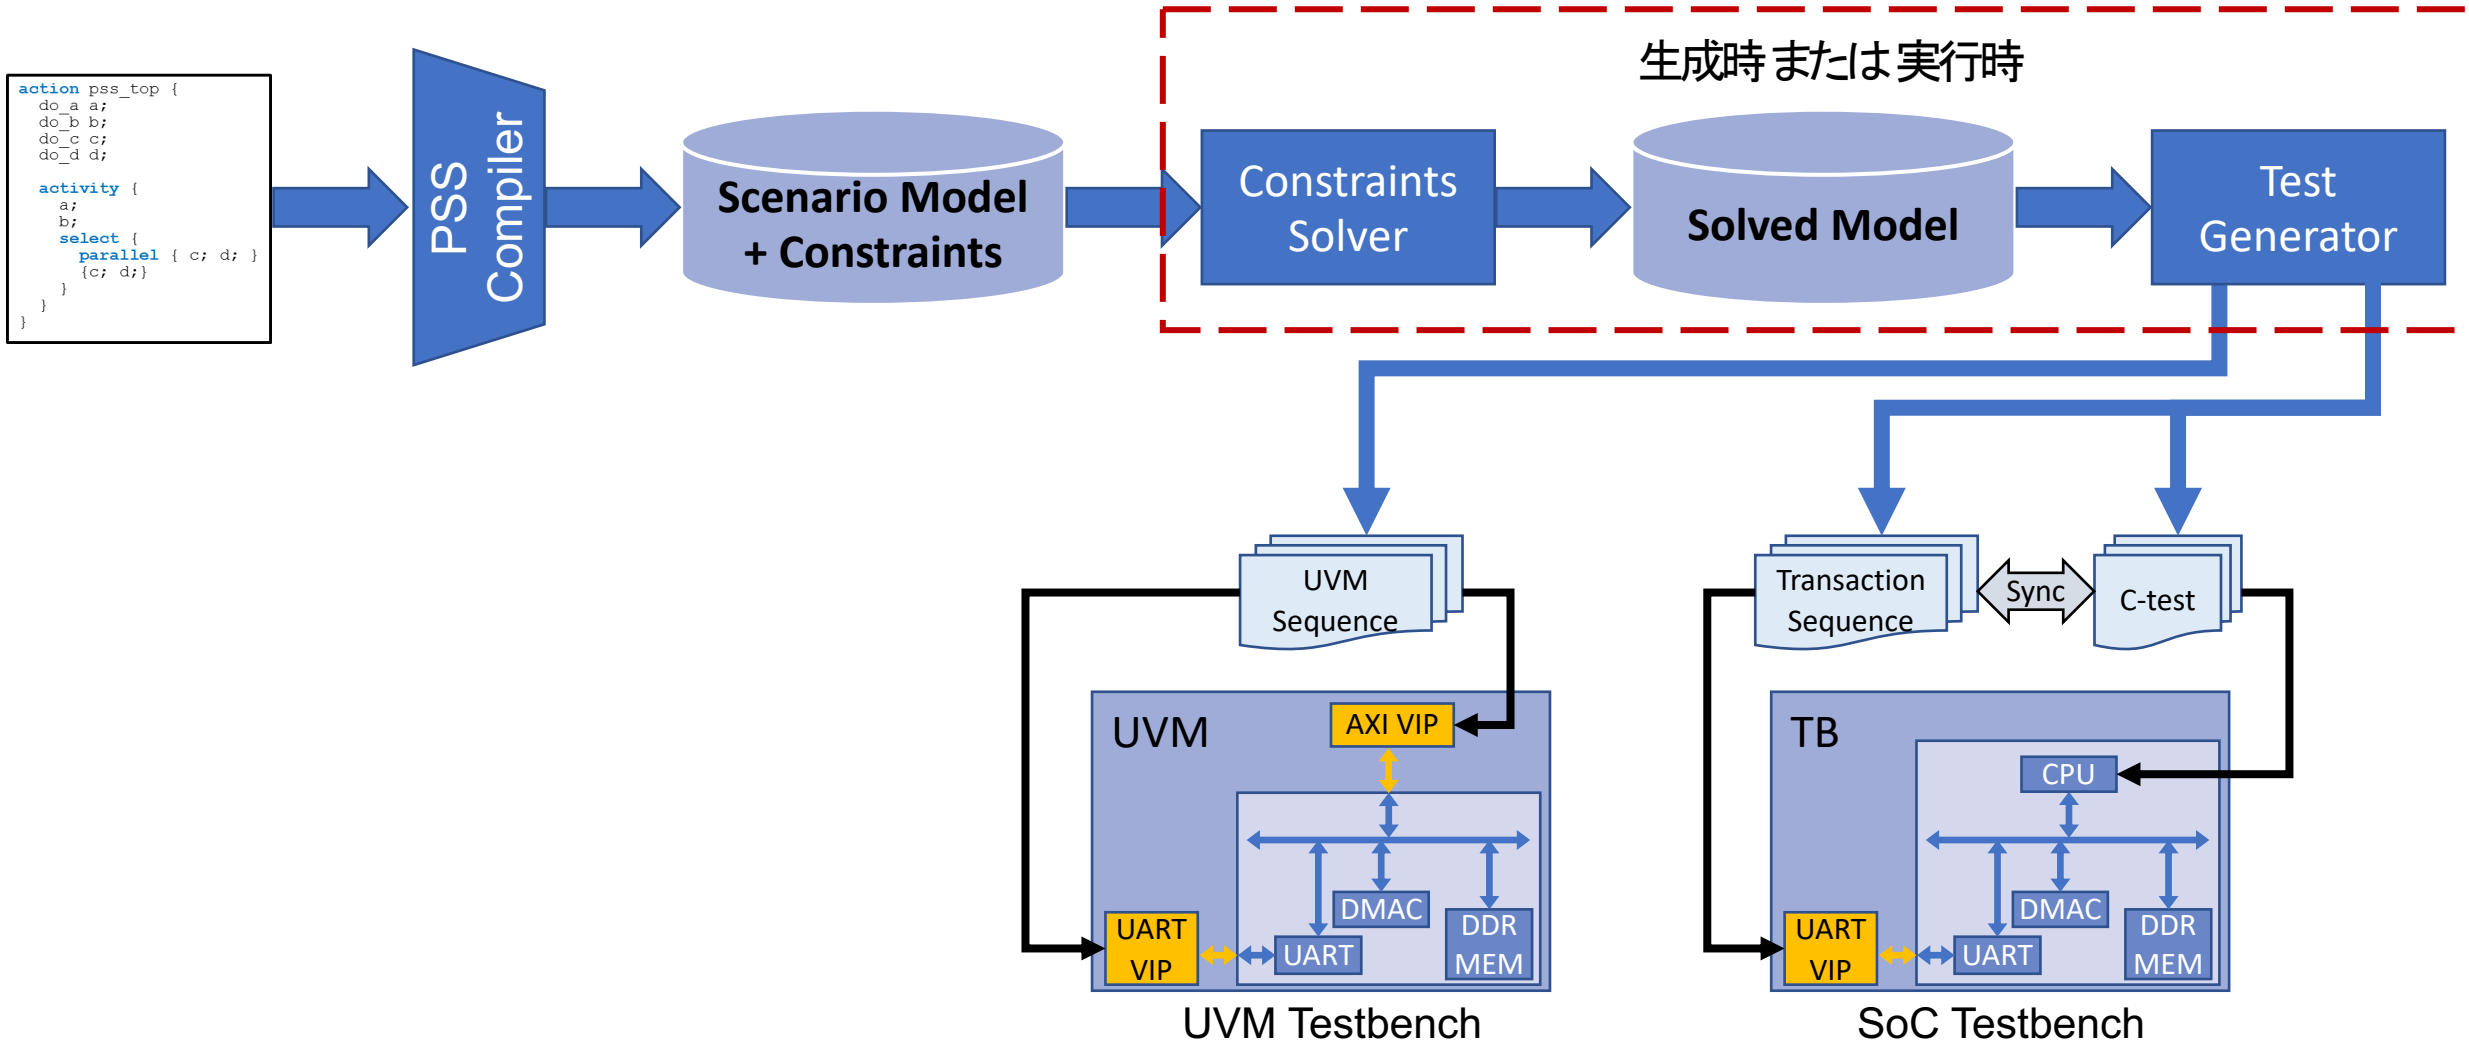 action pss_top {
do_a a;
do_b b;
do_c c;
do_d d;
activity {
a;
b;
select {
parallel { c; d; }
{c; d;}
}
}
}
PSS
Compiler
Scenario Model
+ Constraints
生成時 または 実行時
Constraints
Solver
Solved Model
Test
Generator
UVM
Sequence
Transaction
Sequence
Sync
C-test
UVM
AXI VIP
DMAC
DDR
MEM
UART
UART
VIP
UVM Testbench
TB
CPU
DMAC
DDR
MEM
UART
UART
VIP
SoC Testbench